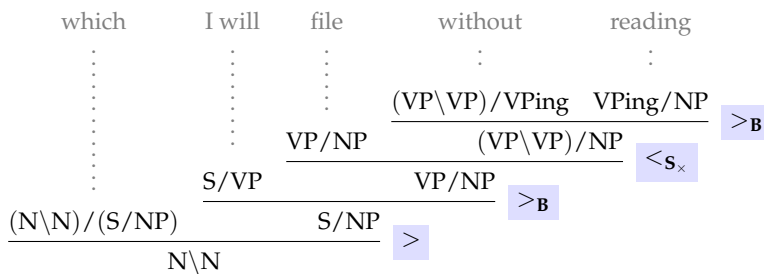 which I will file without reading
(VP\VP)/VPing VPing/NP >B
VP/NP (VP\VP)/NP <S×
S/VP VP/NP >B
(N\N)/(S/NP) S/NP >
N\N